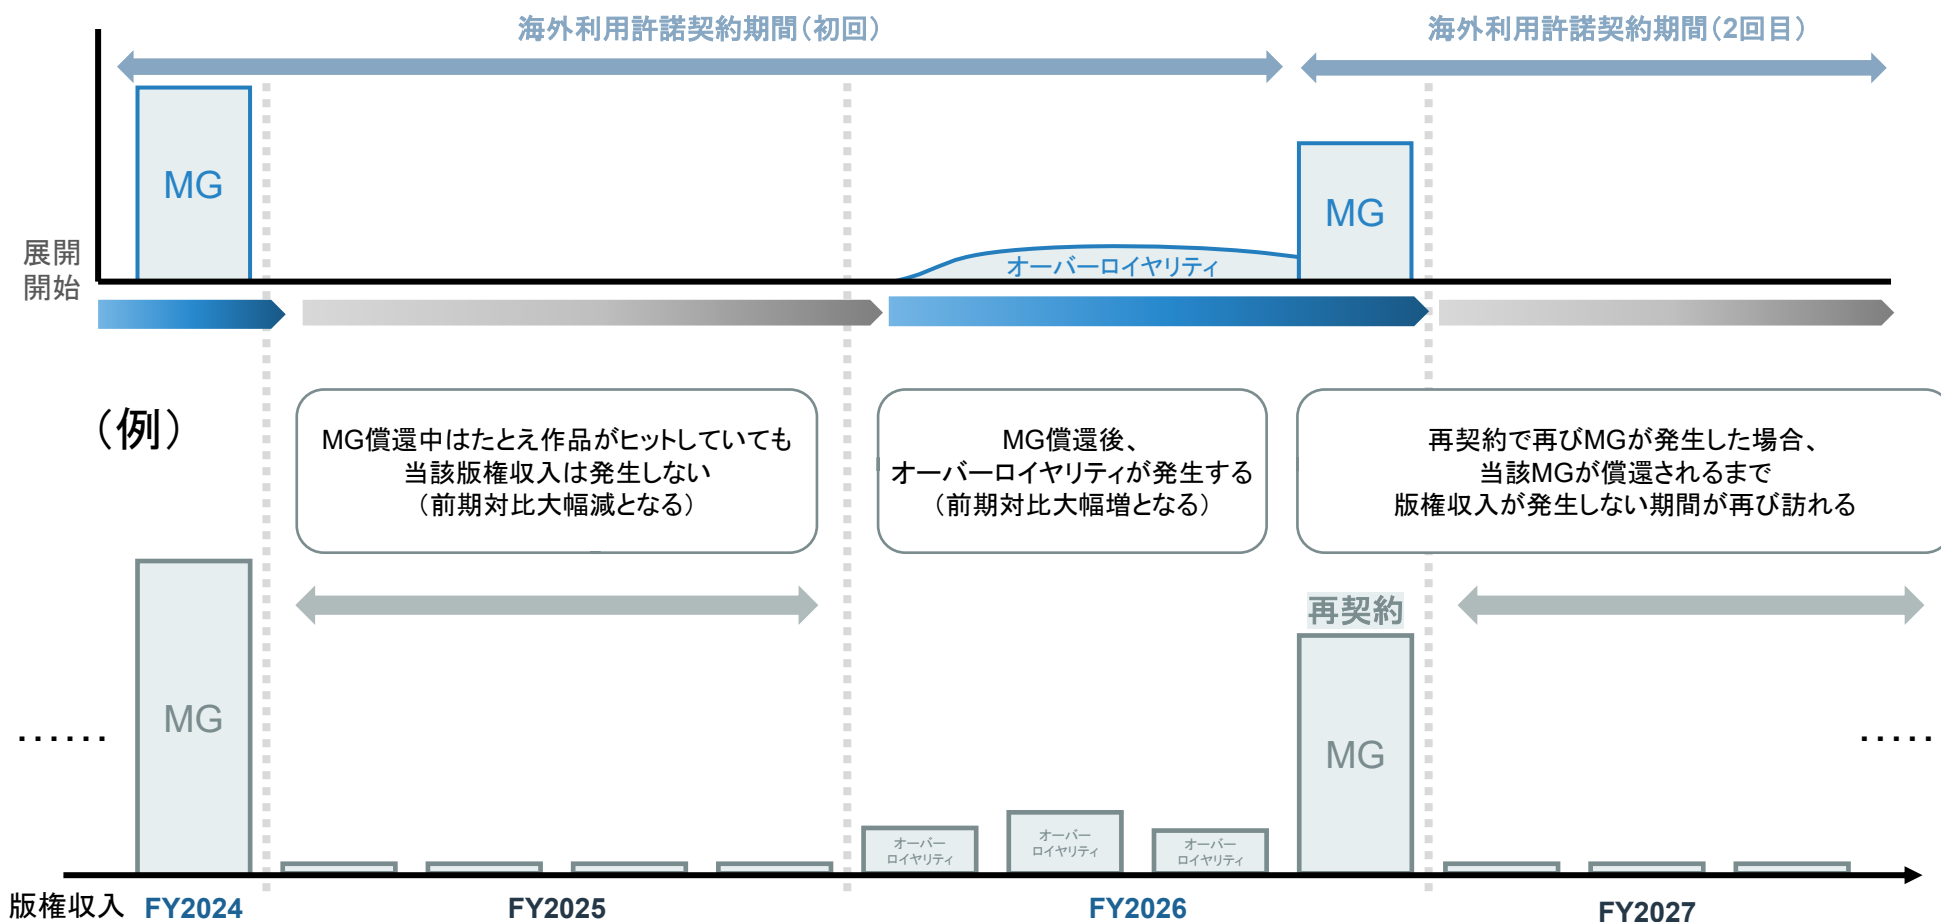 海外利用許諾契約期間（初回）
海外利用許諾契約期間（2回目）
MG
MG
展開
開始
オーバーロイヤリティ
（例）
MG償還中はたとえ作品がヒットしていても
当該版権収入は発生しない
（前期対比大幅減となる）
MG償還後、
オーバーロイヤリティが発生する
（前期対比大幅増となる）
再契約で再びMGが発生した場合、
当該MGが償還されるまで
版権収入が発生しない期間が再び訪れる
再契約
MG
MG
‥‥‥
‥‥‥
オーバー
ロイヤリティ
オーバー
ロイヤリティ
オーバー
ロイヤリティ
版権収入
FY2024
FY2025
FY2026
FY2027